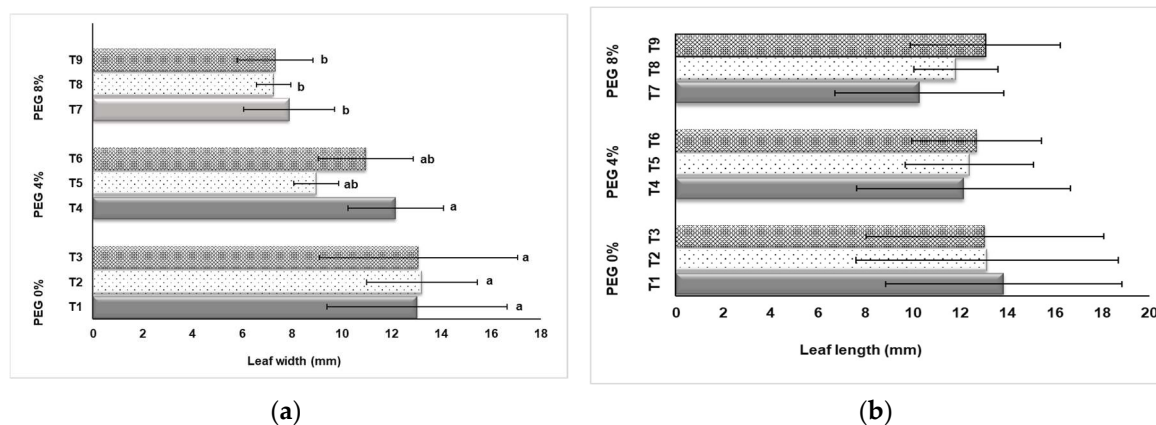 PEG 8%
T9
b
T8
b
T7
b
PEG 4%
T6
ab
T5
ab
T4
a
PEG 0%
T3
a
T2
a
T1
a
0 2 4 6 8 10 12 14 16 18
Leaf width (mm)
(a)
PEG 8%
T9
T8
T7
PEG 4%
T6
T5
T4
PEG 0%
T3
T2
T1
0 2 4 6 8 10 12 14 16 18 20
Leaf length (mm)
(b)